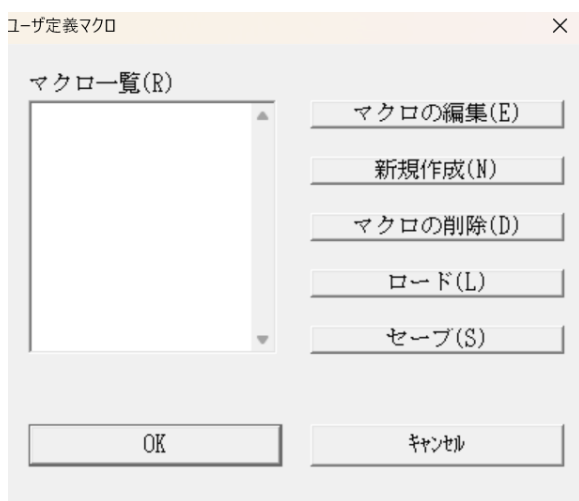 ユーザ定義マクロ
マクロ一覧(R)
マクロの編集(E)
新規作成(N)
マクロの削除(D)
ロード(L)
セーブ(S)
OK
ｷｬﾝｾﾙ